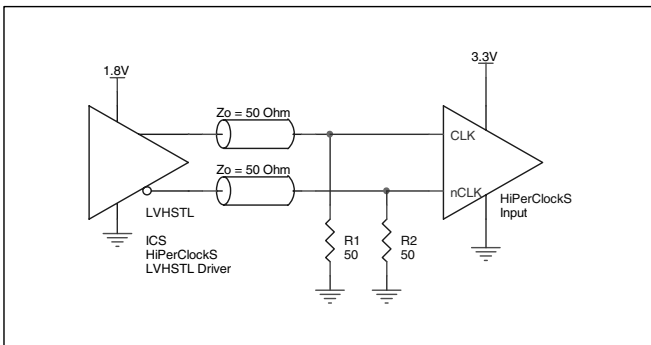 1.8V
3.3V
Zo = 50 Ohm
CLK
Zo = 50 Ohm
nCLK
HiPerClockS
Input
LVHSTL
ICS
HiPerClockS
LVHSTL Driver
R1
50
R2
50